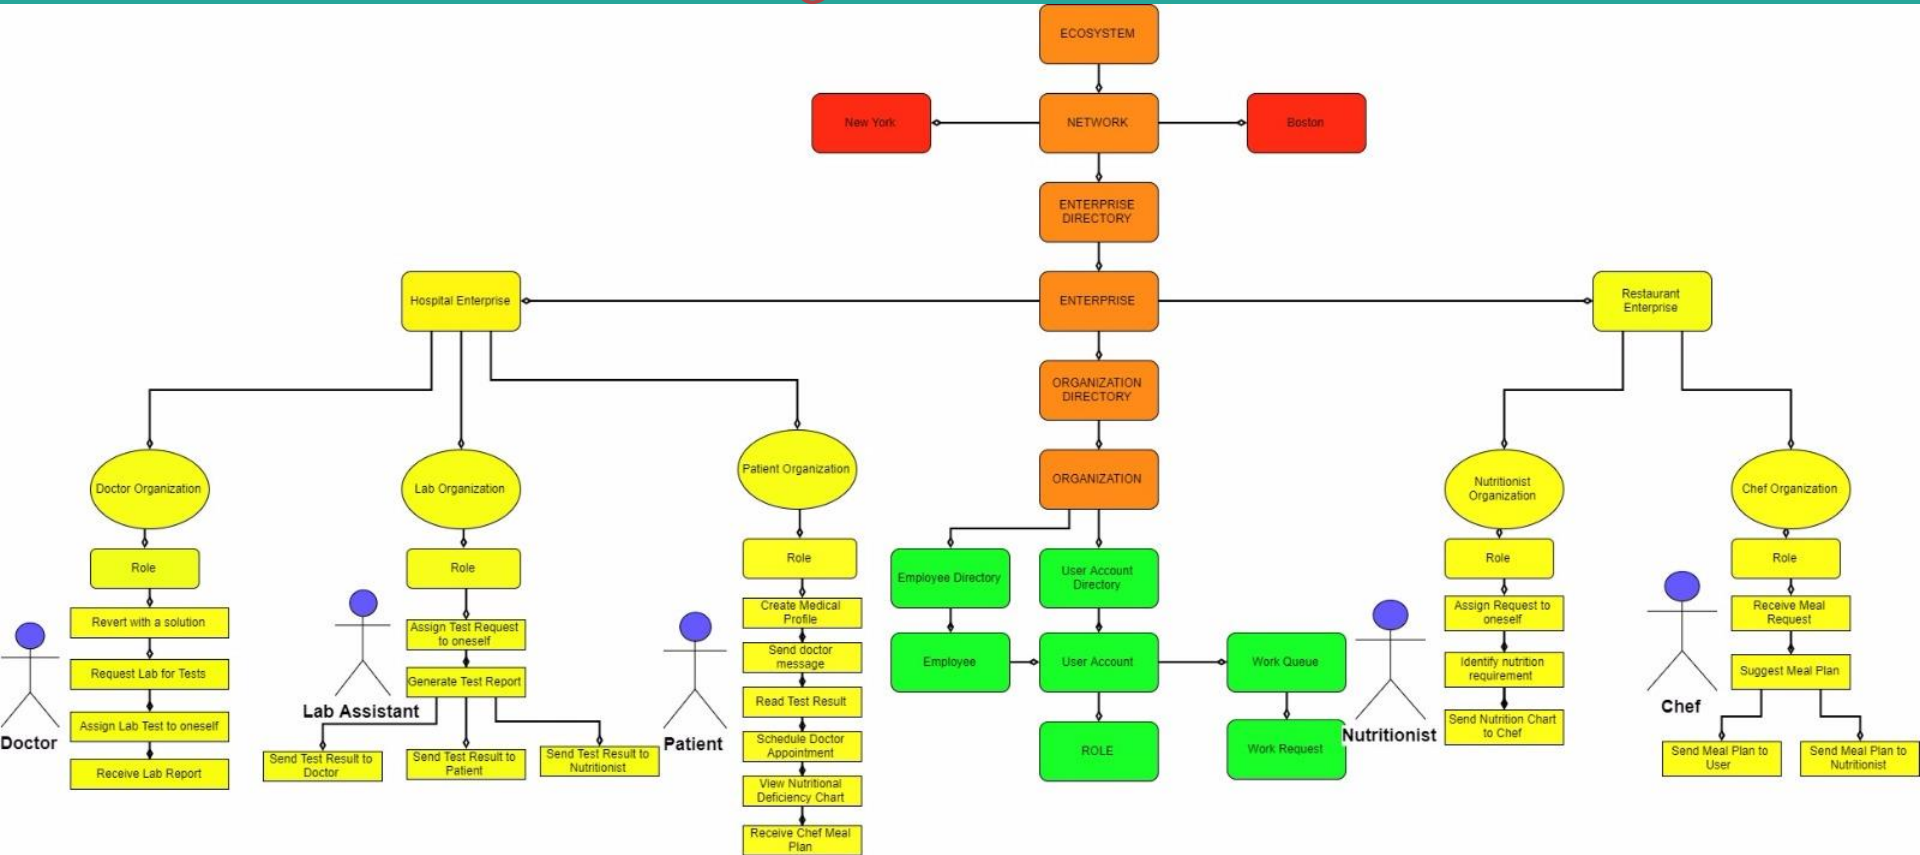 ECOSYSTEM
New York
NETWORK
Boston
ENTERPRISE
DIRECTORY
Hospital Enterprise
ENTERPRISE
Restaurant
Enterprise
ORGANIZATION
DIRECTORY
ORGANIZATION
Doctor Organization
Role
Revert with a solution
Request Lab for Tests
Assign Lab Test to oneself
Receive Lab Report
Doctor
Lab Organization
Role
Assign Test Request
to oneself
Generate Test Report
Lab Assistant
Send Test Result to
Doctor
Send Test Result to
Patient
Send Test Result to
Nutritionist
Patient Organization
Role
Create Medical
Profile
Send doctor
message
Read Test Result
Schedule Doctor
Appointment
View Nutritional
Deficiency Chart
Receive Chef Meal
Plan
Patient
Employee Directory
User Account
Directory
Employee
User Account
Work Queue
ROLE
Work Request
Nutritionist
Organization
Role
Assign Request to
oneself
Identify nutrition
requirement
Send Nutrition Chart
to Chef
Nutritionist
Chef Organization
Role
Receive Meal
Request
Suggest Meal Plan
Chef
Send Meal Plan to
User
Send Meal Plan to
Nutritionist